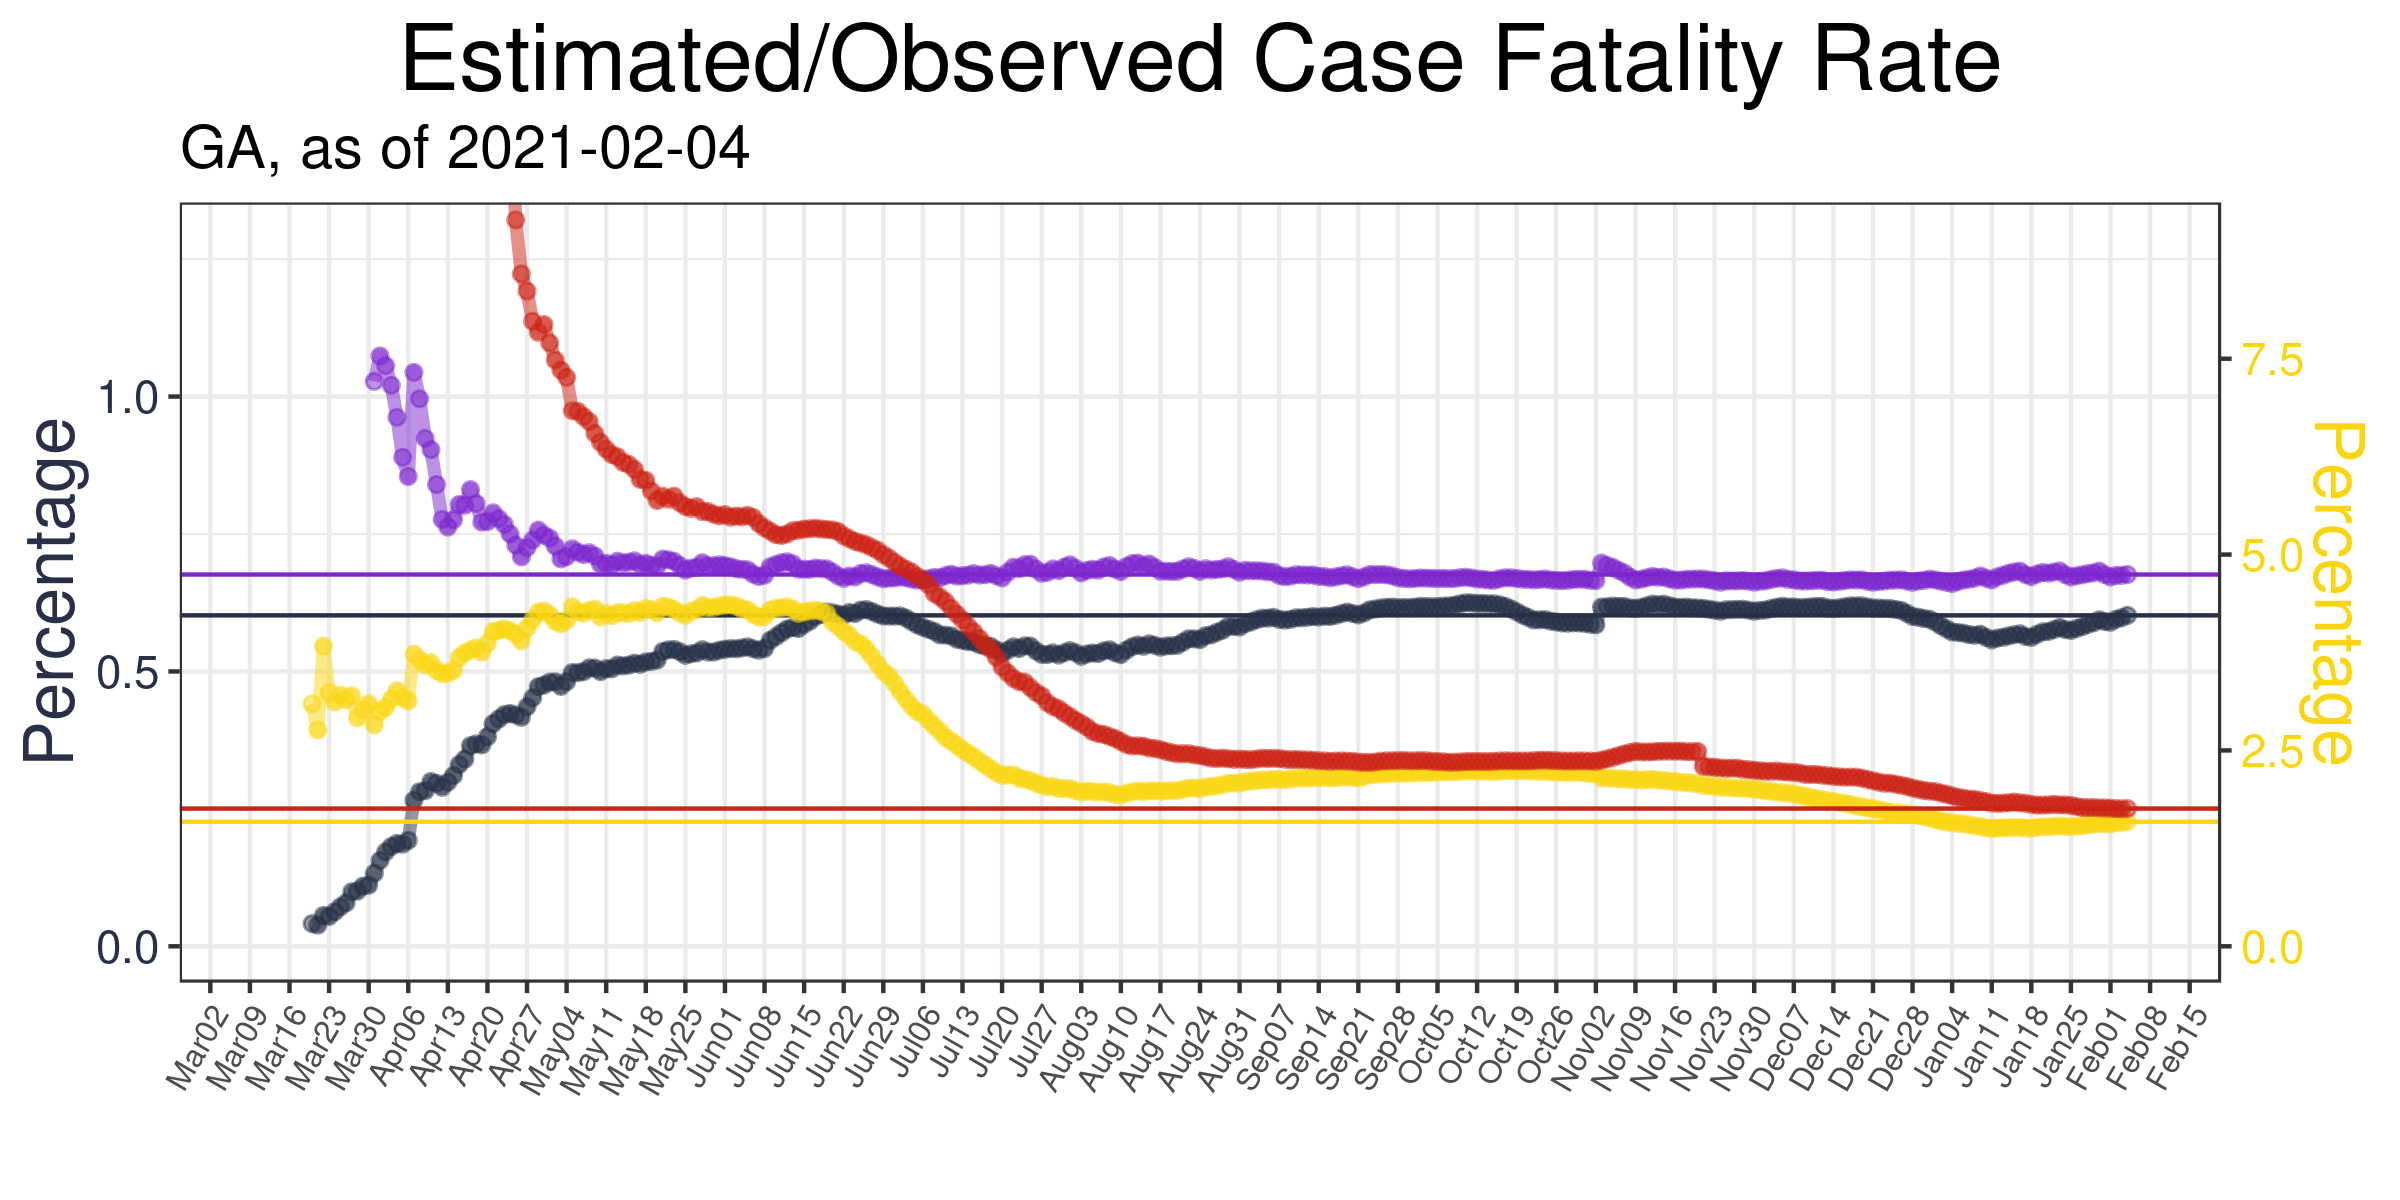 Estimated/Observed Case Fatality Rate
GA, as of 2021-02-04
Percentage
1.0
0.5
0.0
7.5
5.0
2.5
0.0
Percentage
Mar02
Mar09
Mar16
Mar23
Mar30
Apr06
Apr13
Apr20
Apr27
May04
May11
May18
May25
Jun01
Jun08
Jun15
Jun22
Jun29
Jul06
Jul13
Jul20
Jul27
Aug03
Aug10
Aug17
Aug24
Aug31
Sep07
Sep14
Sep21
Sep28
Oct05
Oct12
Oct19
Oct26
Nov02
Nov09
Nov16
Nov23
Nov30
Dec07
Dec14
Dec21
Dec28
Jan04
Jan11
Jan18
Jan25
Feb01
Feb08
Feb15